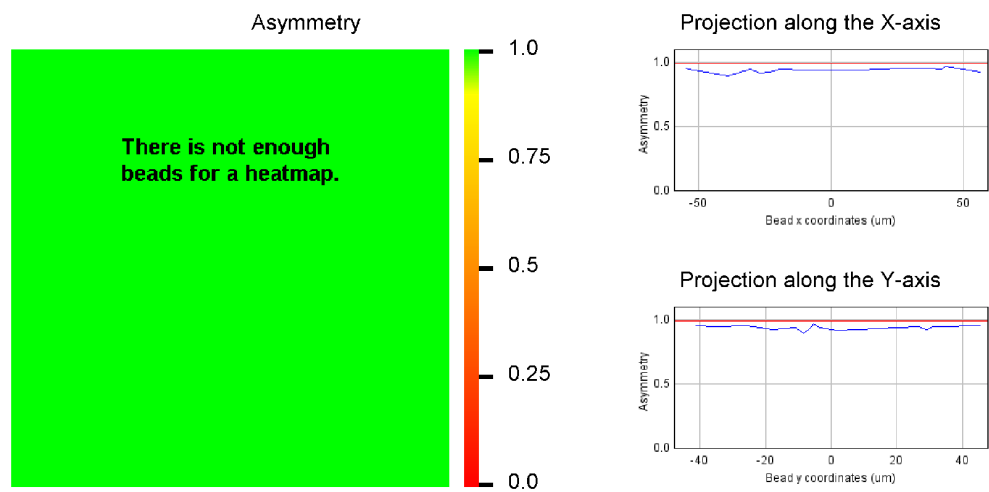 Asymmetry
There is not enough
beads for a heatmap.
1.0
0.75
0.5
0.25
0.0
Projection along the X-axis
Asymmetry
1.0
0.5
0.0
-50
0
50
Bead x coordinates (um)
Projection along the Y-axis
Asymmetry
1.0
0.5
0.0
-40
-20
0
20
40
Bead y coordinates (um)